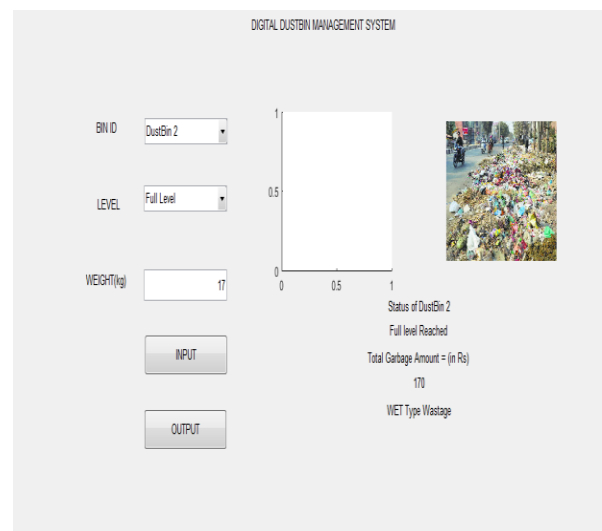 DIGITAL DUSTBIN MANAGEMENT SYSTEM
BIN ID
DustBin 2
LEVEL
Full Level
WEIGHT(kg)
17
INPUT
OUTPUT
1
0.5
0
0
0.5
1
Status of DustBin 2
Full level Reached
Total Garbage Amount = (in Rs)
170
WET Type Wastage